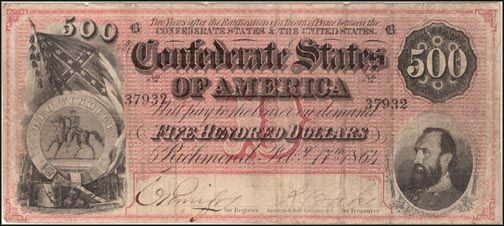 500 B Two Years after the Ratification of a Treaty of Peace between the B 500
CONFEDERATE STATES & THE UNITED STATES,
Confederate States
OF AMERICA
37932 37932
Will pay to the bearer on demand
FIVE HUNDRED DOLLARS
Richmond Feb. 17th 1864
D
for Register for Treasurer